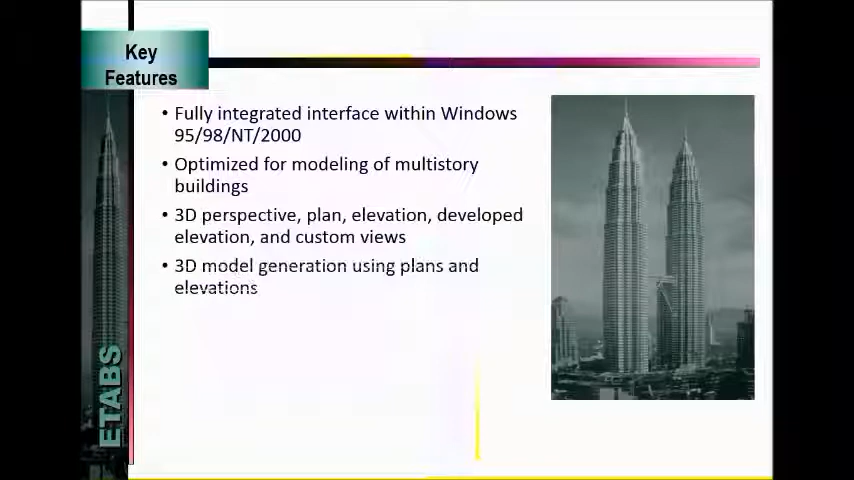 Key
Features
• Fully integrated interface within Windows
95/98/NT/2000
• Optimized for modeling of multistory
buildings
• 3D perspective, plan, elevation, developed
elevation, and custom views
• 3D model generation using plans and
elevations
ETABS